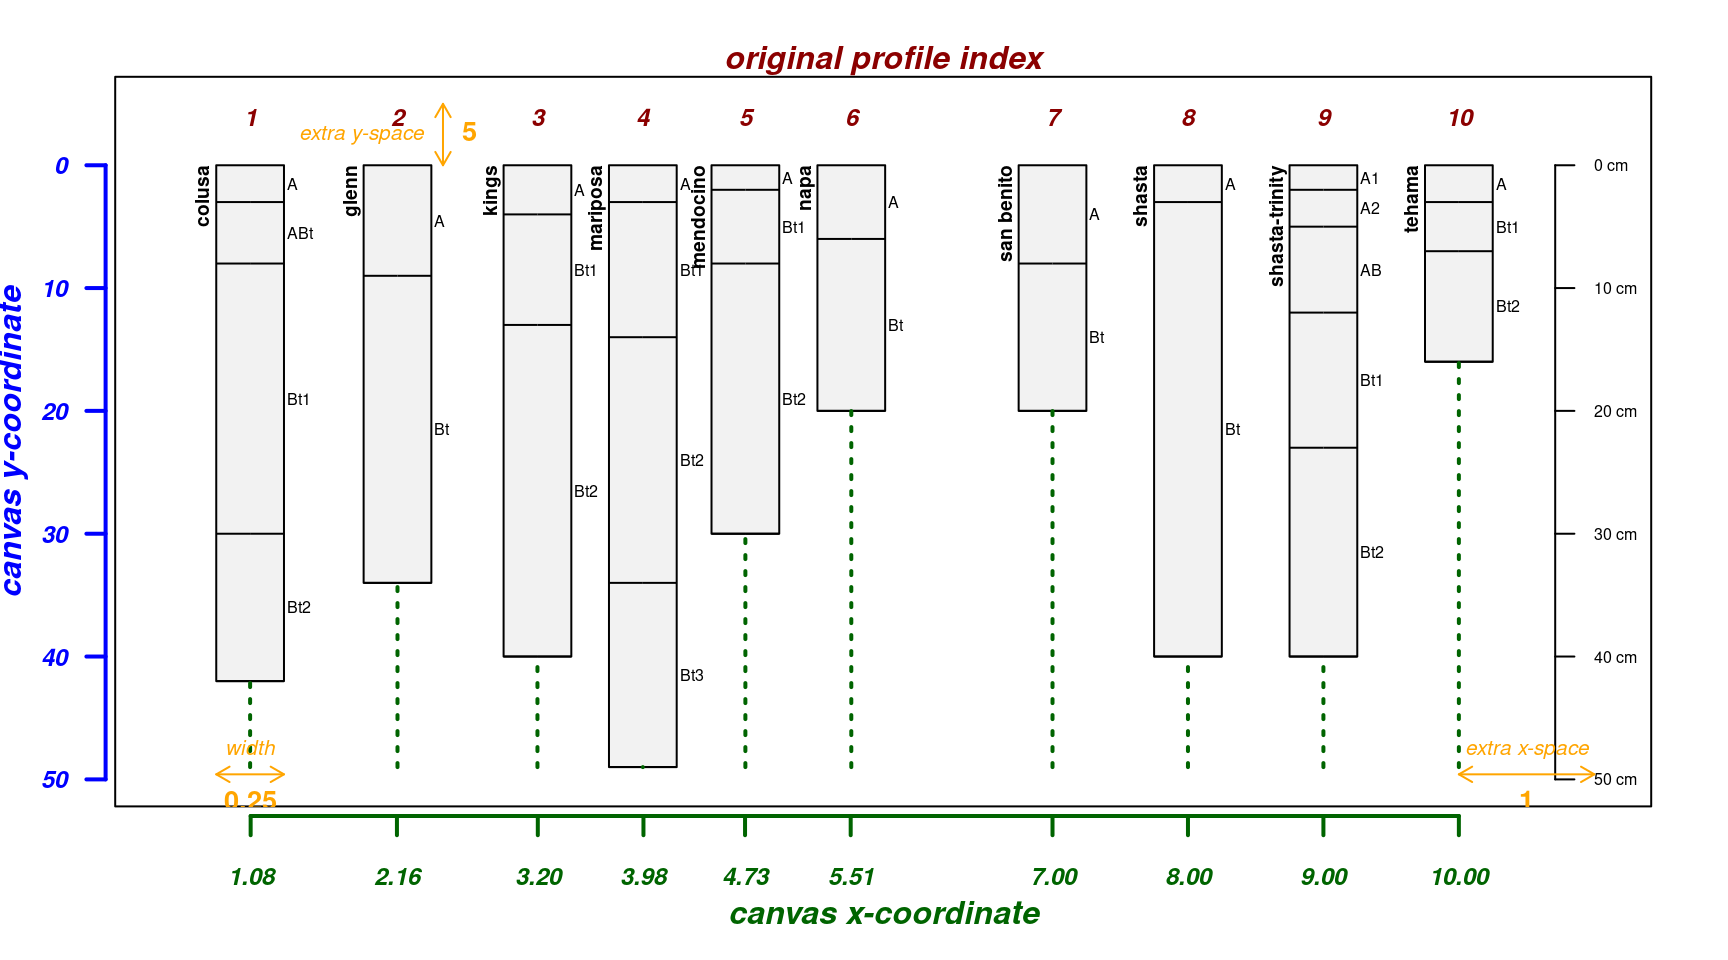 original profile index
1 2 3 4 5 6 7 8 9 10
extra y-space 5
canvas y-coordinate
0
10
20
30
40
50
colusa
A
ABt
Bt1
Bt2
glenn
A
Bt
kings
A
Bt1
Bt2
mariposa
A
Bt1
Bt2
Bt3
mendocino
A
Bt1
Bt2
napa
A
Bt
san benito
A
Bt
shasta
A
Bt
shasta-trinity
A1
A2
AB
Bt1
Bt2
tehama
A
Bt1
Bt2
0 cm
10 cm
20 cm
30 cm
40 cm
50 cm
width
0.25
extra x-space
1
1.08 2.16 3.20 3.98 4.73 5.51 7.00 8.00 9.00 10.00
canvas x-coordinate